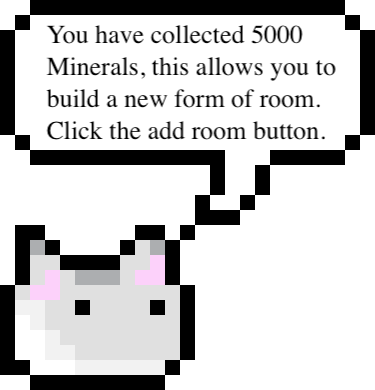 You have collected 5000
Minerals, this allows you to
build a new form of room.
Click the add room button.